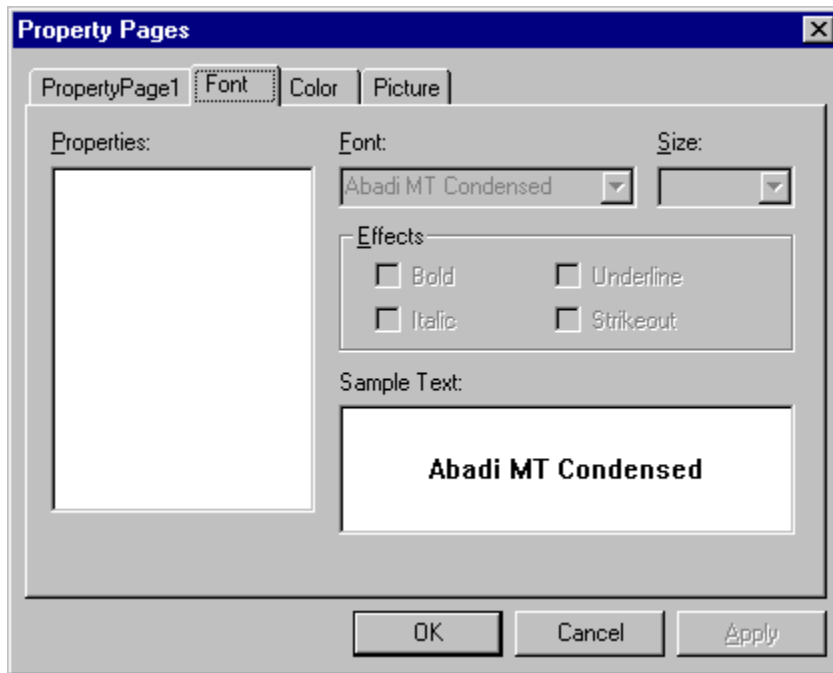 Property Pages
PropertyPage1 Font Color Picture
Properties: Font: Size:
Abadi MT Condensed
Effects
Bold Underline
Italic Strikeout
Sample Text:
Abadi MT Condensed
OK Cancel Apply